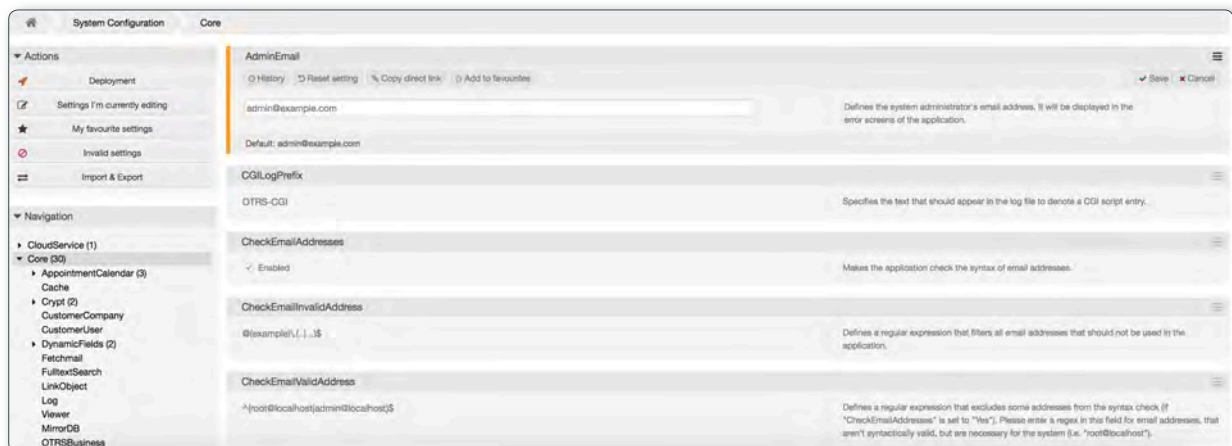 System Configuration
Core
Actions
Deployment
Settings I'm currently editing
My favourite settings
Invalid settings
Import & Export
Navigation
CloudService (1)
Core (30)
AppointmentCalendar (3)
Cache
Crypt (2)
CustomerCompany
CustomerUser
DynamicFields (2)
Fetchmail
FulltextSearch
LinkObject
Log
Viewer
MirrorDB
OTRSBusiness
AdminEmail
History Reset setting Copy direct link Add to favourites
Save Cancel
admin@example.com
Defines the system administrator's email address. It will be displayed in the
error screens of the application.
Default: admin@example.com
CGILogPrefix
OTRS-CGI
Specifies the text that should appear in the log file to denote a CGI script entry.
CheckEmailAddresses
Enabled
Makes the application check the syntax of email addresses.
CheckEmailInvalidAddress
@(example)\.(..|...)$
Defines a regular expression that filters all email addresses that should not be used in the
application.
CheckEmailValidAddress
^(root@localhost|admin@localhost)$
Defines a regular expression that excludes some addresses from the syntax check (if
"CheckEmailAddresses" is set to "Yes"). Please enter a regex in this field for email addresses, that
aren't syntactically valid, but are necessary for the system (i.e. "root@localhost").